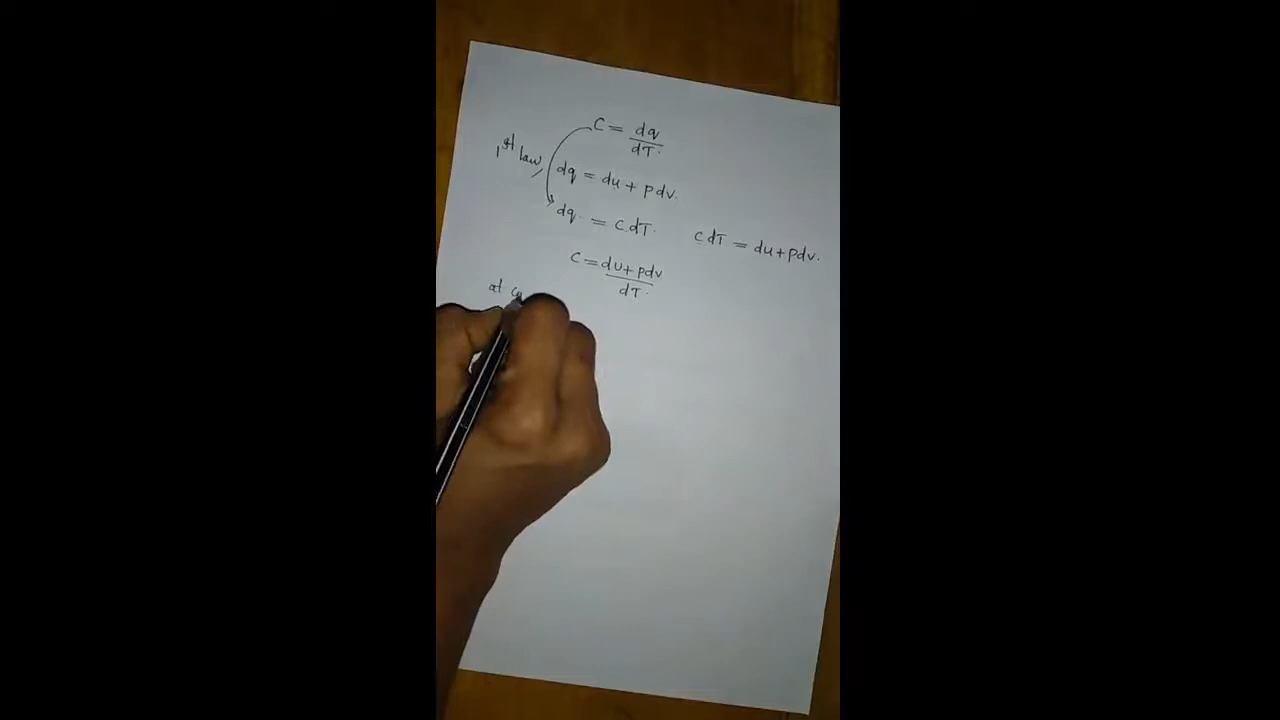 C = dq/dT.
1st law,
dq = du + pdv.
dq. = C.dT.
CdT = du+pdv.
C = du+pdv/dT.
at